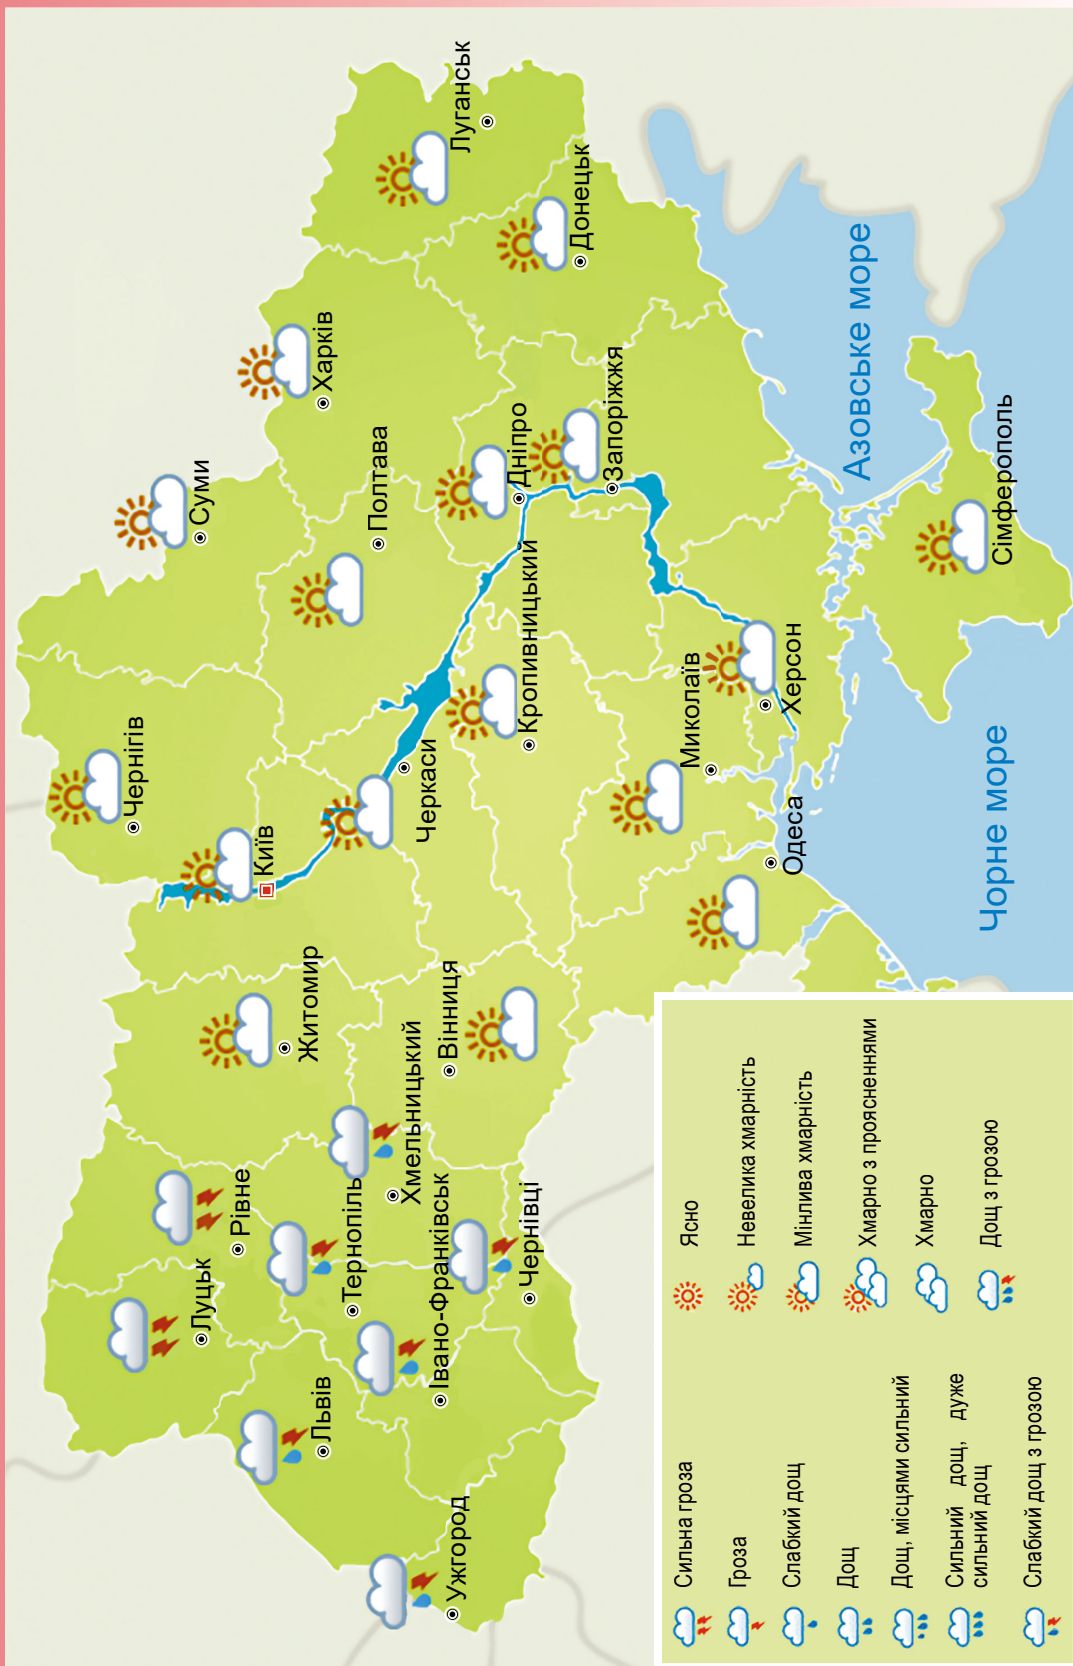 Чернігів
Суми
Київ
Луцьк
Рівне
Житомир
Харків
Львів
Полтава
Тернопіль
Хмельницький
Черкаси
Луганськ
Ужгород
Івано-Франківськ
Вінниця
Чернівці
Кропивницький
Дніпро
Донецьк
Запоріжжя
Миколаїв
Одеса
Херсон
Сімферополь
Азовське море
Чорне море
Сильна гроза
Гроза
Слабкий дощ
Дощ
Дощ, місцями сильний
Сильний дощ, дуже
сильний дощ
Слабкий дощ з грозою
Ясно
Невелика хмарність
Мінлива хмарність
Хмарно з проясненнями
Хмарно
Дощ з грозою